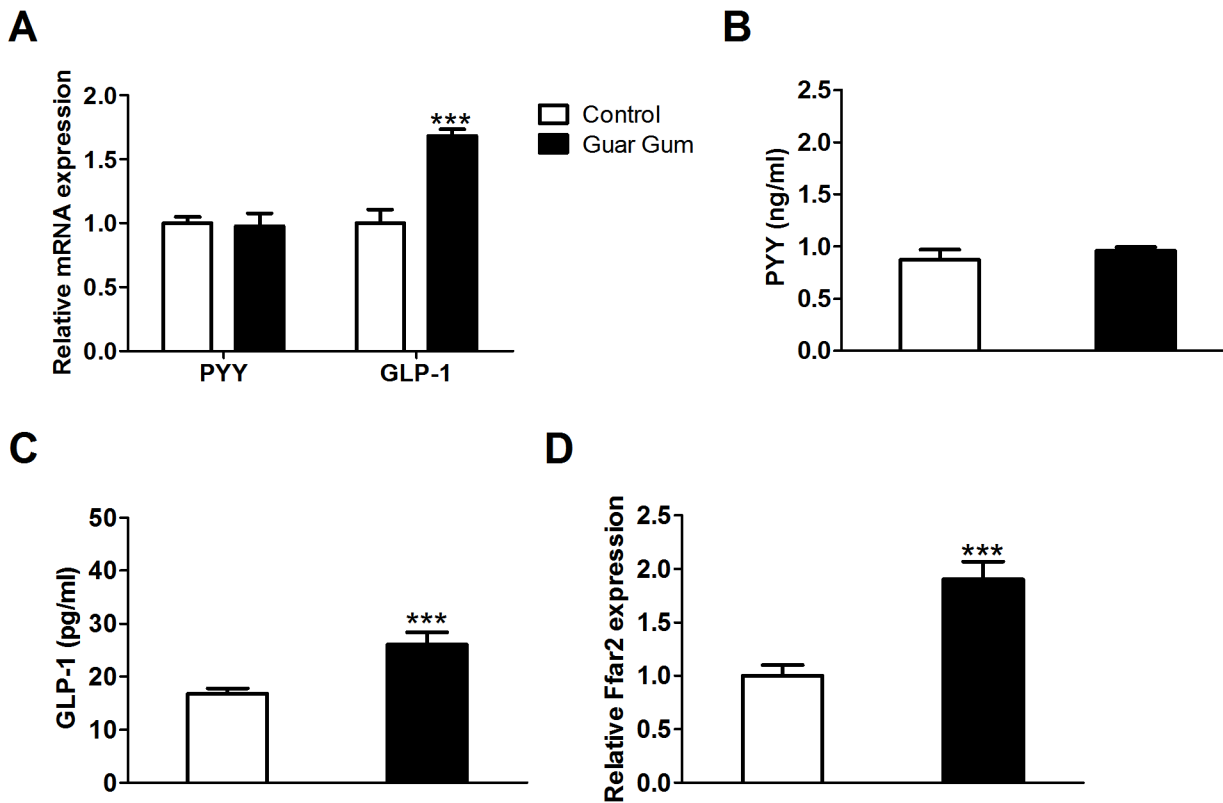 A
Relative mRNA expression
2.0
1.5
1.0
0.5
0.0
***
PYY
GLP-1
Control
Guar Gum
B
PYY (ng/ml)
2.5
2.0
1.5
1.0
0.5
0.0
C
GLP-1 (pg/ml)
50
40
30
20
10
0
***
D
Relative Ffar2 expression
2.5
2.0
1.5
1.0
0.5
0.0
***